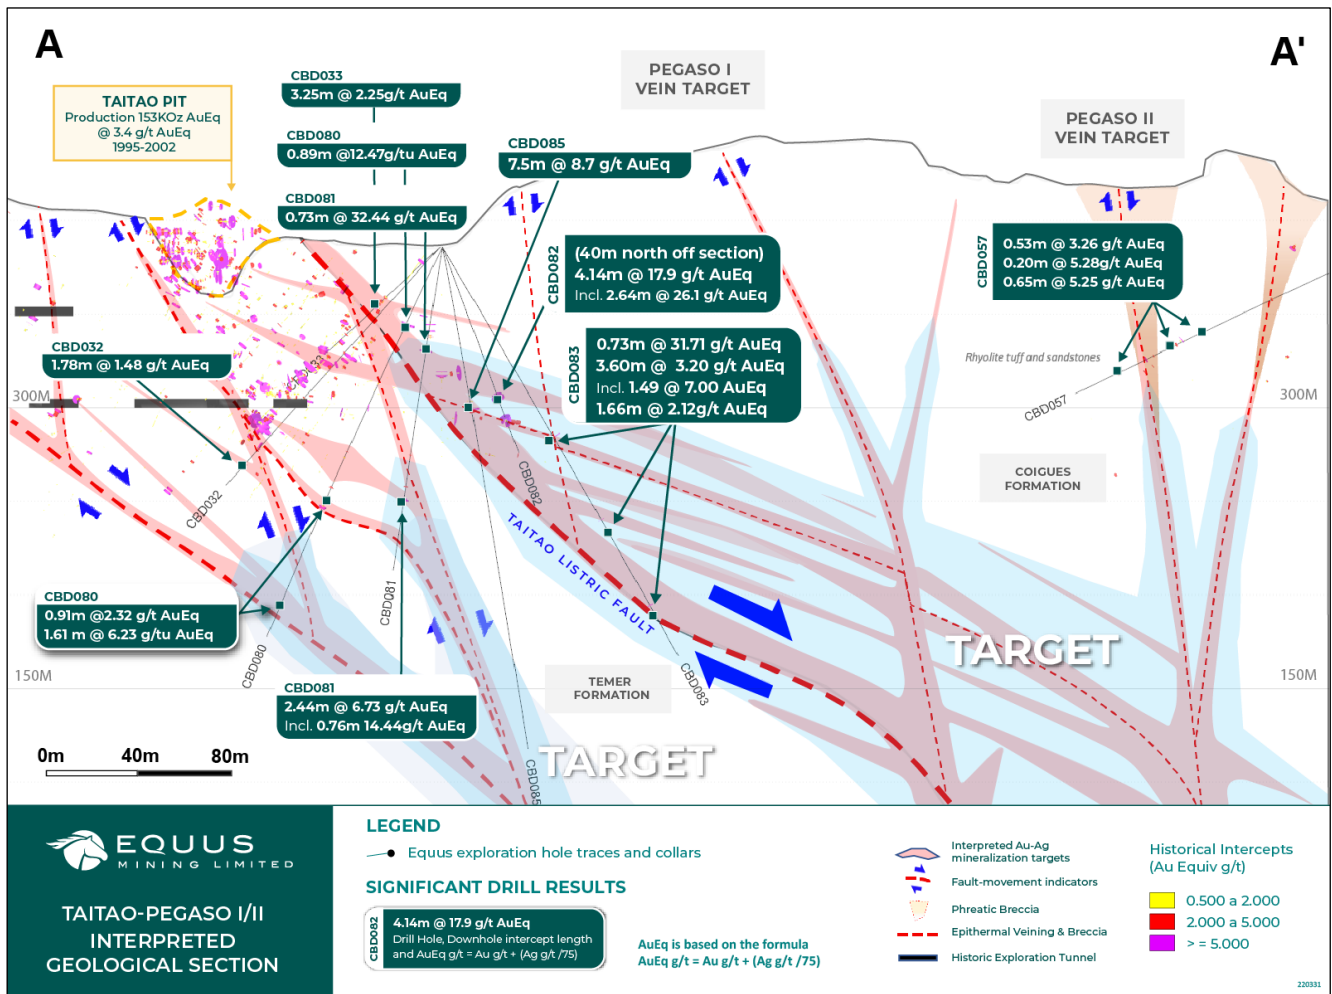 A
A'
CBD033
3.25m @ 2.25g/t AuEq
PEGASO I
VEIN TARGET
TAITAO PIT
Production 153KOz AuEq
@ 3.4 g/t AuEq
1995-2002
PEGASO II
VEIN TARGET
CBD080
0.89m @12.47g/tu AuEq
CBD085
7.5m @ 8.7 g/t AuEq
CBD081
0.73m @ 32.44 g/t AuEq
CBD082
(40m north off section)
4.14m @ 17.9 g/t AuEq
Incl. 2.64m @ 26.1 g/t AuEq
CBD057
0.53m @ 3.26 g/t AuEq
0.20m @ 5.28g/t AuEq
0.65m @ 5.25 g/t AuEq
CBD083
0.73m @ 31.71 g/t AuEq
3.60m @ 3.20 g/t AuEq
Incl. 1.49 @ 7.00 AuEq
1.66m @ 2.12g/t AuEq
CBD032
1.78m @ 1.48 g/t AuEq
Rhyolite tuff and sandstones
300M
300M
CBD057
CBD032
CBD082
COIGUES
FORMATION
TAITAO LISTRIC FAULT
CBD081
CBD080
0.91m @2.32 g/t AuEq
1.61 m @ 6.23 g/tu AuEq
CBD080
TARGET
150M
150M
CBD083
TEMER
FORMATION
CBD081
2.44m @ 6.73 g/t AuEq
Incl. 0.76m 14.44g/t AuEq
TARGET
CBD085
0m 40m 80m
EQUUS
MINING LIMITED
TAITAO-PEGASO I/II
INTERPRETED
GEOLOGICAL SECTION
LEGEND
Equus exploration hole traces and collars
SIGNIFICANT DRILL RESULTS
CBD082
4.14m @ 17.9 g/t AuEq
Drill Hole, Downhole intercept length
and AuEq g/t = Au g/t + (Ag g/t /75)
AuEq is based on the formula
AuEq g/t = Au g/t + (Ag g/t /75)
Interpreted Au-Ag
mineralization targets
Fault-movement indicators
Phreatic Breccia
Epithermal Veining & Breccia
Historic Exploration Tunnel
Historical Intercepts
(Au Equiv g/t)
0.500 a 2.000
2.000 a 5.000
> = 5.000
220331